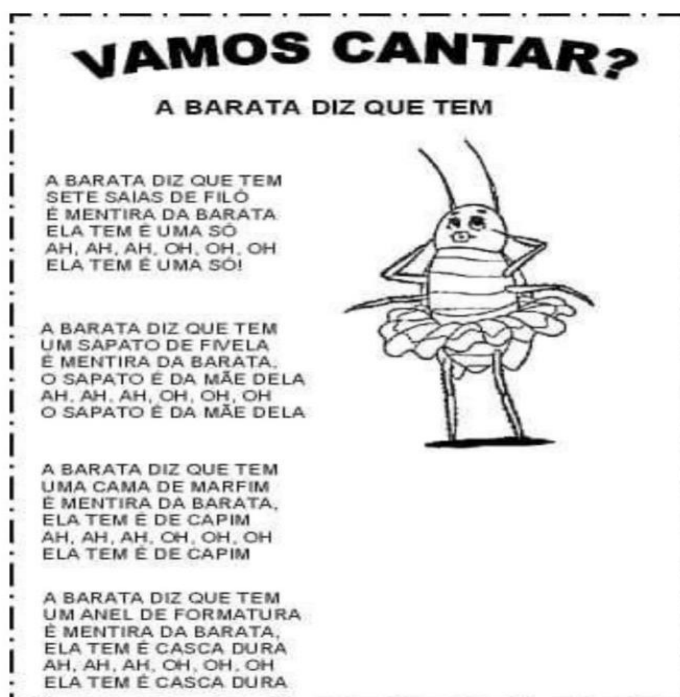 VAMOS CANTAR?
A BARATA DIZ QUE TEM
A BARATA DIZ QUE TEM
SETE SAIAS DE FILÓ
É MENTIRA DA BARATA
ELA TEM É UMA SÓ
AH, AH, AH, OH, OH, OH
ELA TEM É UMA SÓ!
A BARATA DIZ QUE TEM
UM SAPATO DE FIVELA
É MENTIRA DA BARATA,
O SAPATO É DA MÃE DELA
AH, AH, AH, OH, OH, OH
O SAPATO É DA MÃE DELA
A BARATA DIZ QUE TEM
UMA CAMA DE MARFIM
É MENTIRA DA BARATA,
ELA TEM É DE CAPIM
AH, AH, AH, OH, OH, OH
ELA TEM É DE CAPIM
A BARATA DIZ QUE TEM
UM ANEL DE FORMATURA
É MENTIRA DA BARATA,
ELA TEM É CASCA DURA
AH, AH, AH, OH, OH, OH
ELA TEM É CASCA DURA